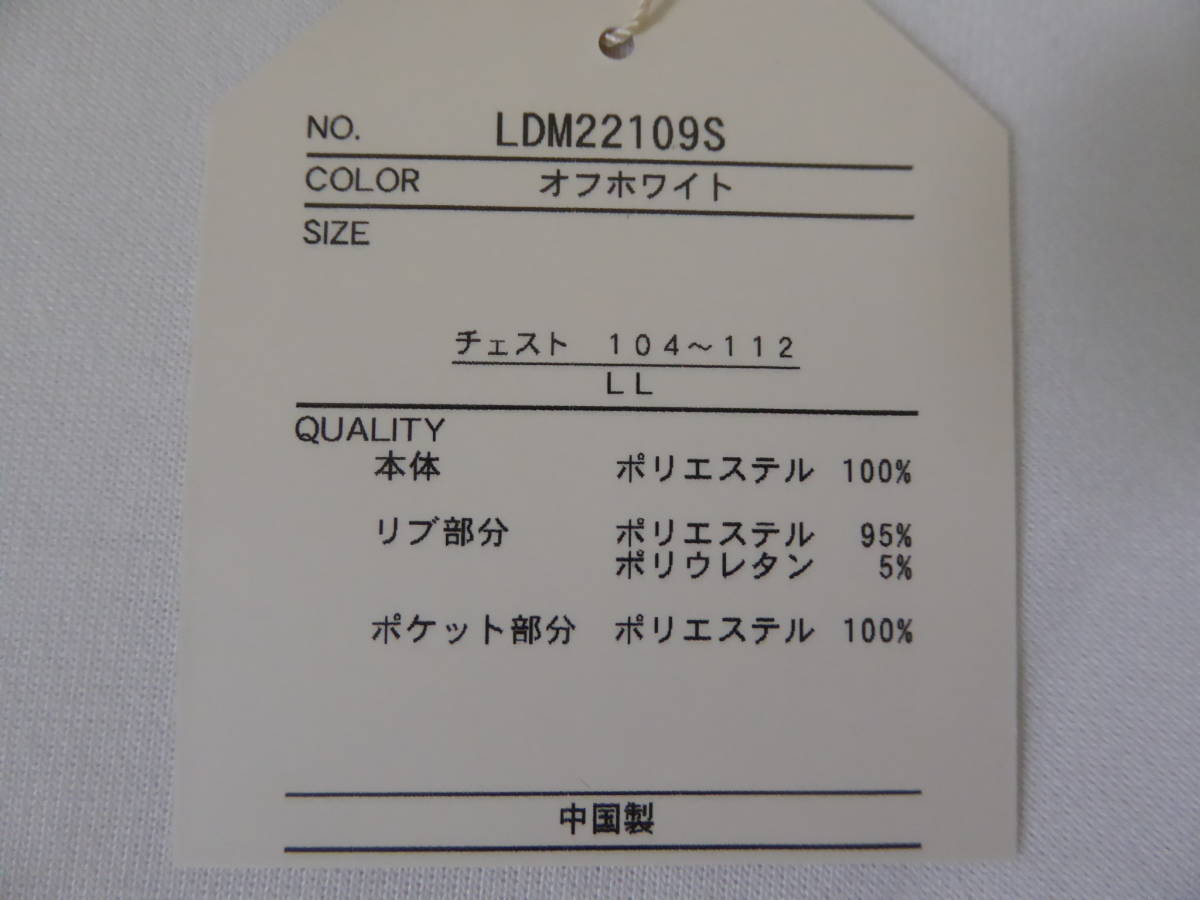 NO. LDM22109S
COLOR オフホワイト
SIZE
チェスト 104～112
LL
QUALITY
本体 ポリエステル 100%
リブ部分 ポリエステル 95%
ポリウレタン 5%
ポケット部分 ポリエステル 100%
中国製